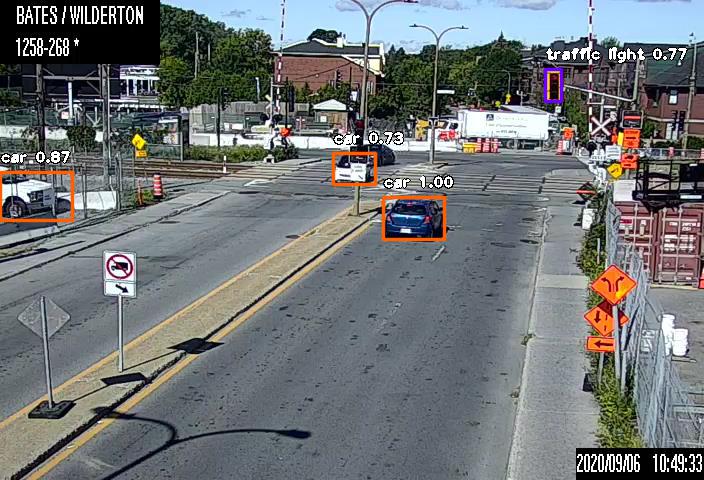 BATES / WILDERTON
1258-268 *
traffic light 0.77
car 0.73
car 0.87
car 1.00
2020/09/06 10:49:33